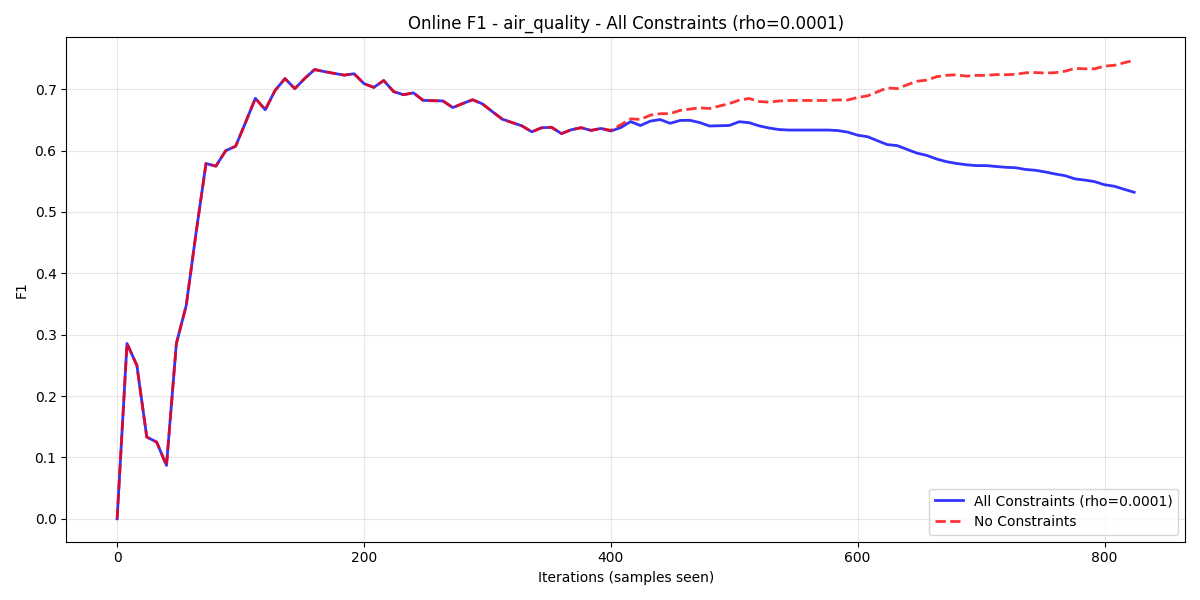 Online F1 - air_quality - All Constraints (rho=0.0001)
F1
0.7
0.6
0.5
0.4
0.3
0.2
0.1
0.0
0
200
400
600
800
Iterations (samples seen)
All Constraints (rho=0.0001)
No Constraints